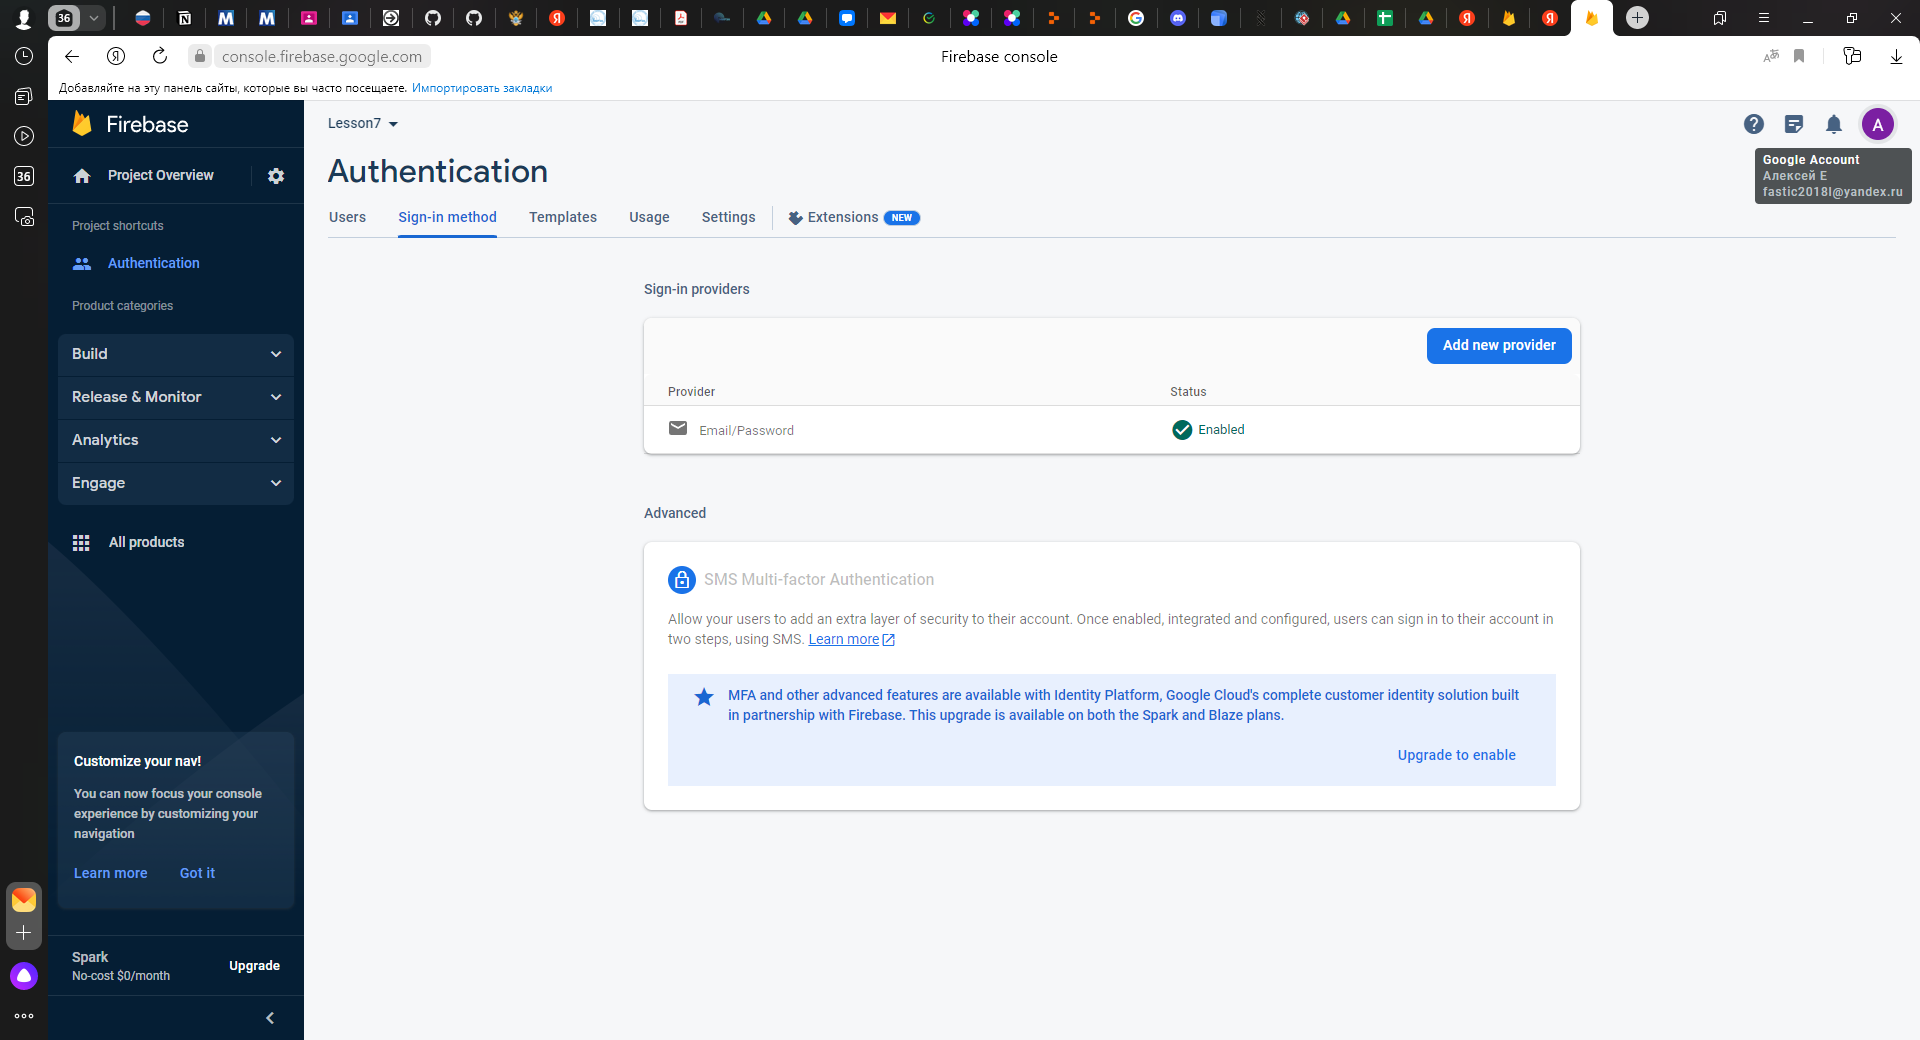 36
console.firebase.google.com
Firebase console
Добавляйте на эту панель сайты, которые вы часто посещаете. Импортировать закладки
36
Firebase
Project Overview
Project shortcuts
Authentication
Product categories
Build
Release & Monitor
Analytics
Engage
All products
Customize your nav!
You can now focus your console
experience by customizing your
navigation
Learn more Got it
Spark
No-cost $0/month
Upgrade
Lesson7
A
Google Account
Алексей Е
fastic2018l@yandex.ru
Authentication
Users Sign-in method Templates Usage Settings Extensions NEW
Sign-in providers
Add new provider
Provider Status
Email/Password Enabled
Advanced
SMS Multi-factor Authentication
Allow your users to add an extra layer of security to their account. Once enabled, integrated and configured, users can sign in to their account in
two steps, using SMS. Learn more
MFA and other advanced features are available with Identity Platform, Google Cloud's complete customer identity solution built
in partnership with Firebase. This upgrade is available on both the Spark and Blaze plans.
Upgrade to enable